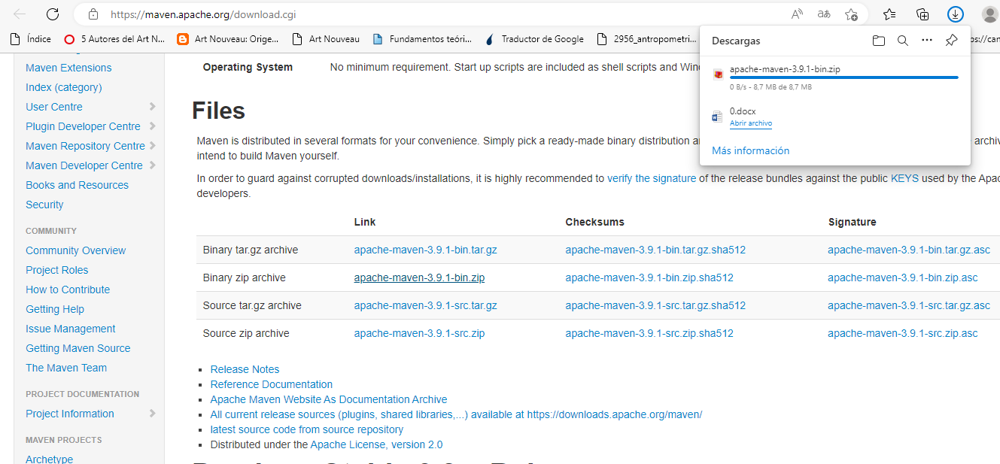 https://maven.apache.org/download.cgi
Índice
5 Autores del Art N...
Art Nouveau: Orige...
Art Nouveau
Fundamentos teóri...
Traductor de Google
2956_antropometri...
Descargas
apache-maven-3.9.1-bin.zip
0 B/s - 8,7 MB de 8,7 MB
0.docx
Abrir archivo
Más información
Maven Extensions
Index (category)
User Centre
Plugin Developer Centre
Maven Repository Centre
Maven Developer Centre
Books and Resources
Security
COMMUNITY
Community Overview
Project Roles
How to Contribute
Getting Help
Issue Management
Getting Maven Source
The Maven Team
PROJECT DOCUMENTATION
Project Information
MAVEN PROJECTS
Archetype
Operating System No minimum requirement. Start up scripts are included as shell scripts and
Files
Maven is distributed in several formats for your convenience. Simply pick a ready-made binary distribution
intend to build Maven yourself.
In order to guard against corrupted downloads/installations, it is highly recommended to verify the signature of the release bundles against the public KEYS used by the
developers.
Link Checksums Signature
Binary tar.gz archive apache-maven-3.9.1-bin.tar.gz apache-maven-3.9.1-bin.tar.gz.sha512 apache-maven-3.9.1-bin.tar.gz.asc
Binary zip archive apache-maven-3.9.1-bin.zip apache-maven-3.9.1-bin.zip.sha512 apache-maven-3.9.1-bin.zip.asc
Source tar.gz archive apache-maven-3.9.1-src.tar.gz apache-maven-3.9.1-src.tar.gz.sha512 apache-maven-3.9.1-src.tar.gz.asc
Source zip archive apache-maven-3.9.1-src.zip apache-maven-3.9.1-src.zip.sha512 apache-maven-3.9.1-src.zip.asc
Release Notes
Reference Documentation
Apache Maven Website As Documentation Archive
All current release sources (plugins, shared libraries,...) available at https://downloads.apache.org/maven/
latest source code from source repository
Distributed under the Apache License, version 2.0